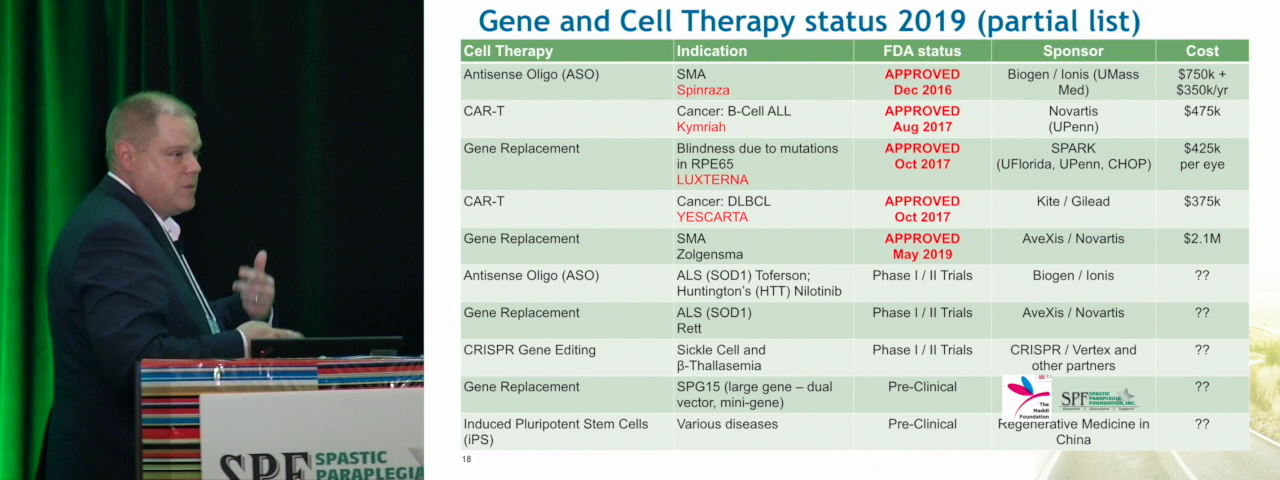 Gene and Cell Therapy status 2019 (partial list)
Cell Therapy Indication FDA status Sponsor Cost
Antisense Oligo (ASO) SMA APPROVED Biogen / Ionis (UMass $750k +
Spinraza Dec 2016 Med) $350k/yr
CAR-T Cancer: B-Cell ALL APPROVED Novartis $475k
Kymriah Aug 2017 (UPenn)
Gene Replacement Blindness due to mutations APPROVED SPARK $425k
in RPE65 Oct 2017 (UFlorida, UPenn, CHOP) per eye
LUXTERNA
CAR-T Cancer: DLBCL APPROVED Kite / Gilead $375k
YESCARTA Oct 2017
Gene Replacement SMA APPROVED AveXis / Novartis $2.1M
Zolgensma May 2019
Antisense Oligo (ASO) ALS (SOD1) Toferson; Phase I / II Trials Biogen / Ionis ??
Huntington's (HTT) Nilotinib
Gene Replacement ALS (SOD1) Phase I / II Trials AveXis / Novartis ??
Rett
CRISPR Gene Editing Sickle Cell and Phase I / II Trials CRISPR / Vertex and ??
β-Thallasemia other partners
Gene Replacement SPG15 (large gene – dual Pre-Clinical ??
vector, mini-gene)
The
Maddi
Foundation
SPF SPASTIC
PARAPLEGIA
FOUNDATION, INC.
Induced Pluripotent Stem Cells Various diseases Pre-Clinical Regenerative Medicine in ??
(iPS) China
18
SPF SPASTIC
PARAPLEGIA